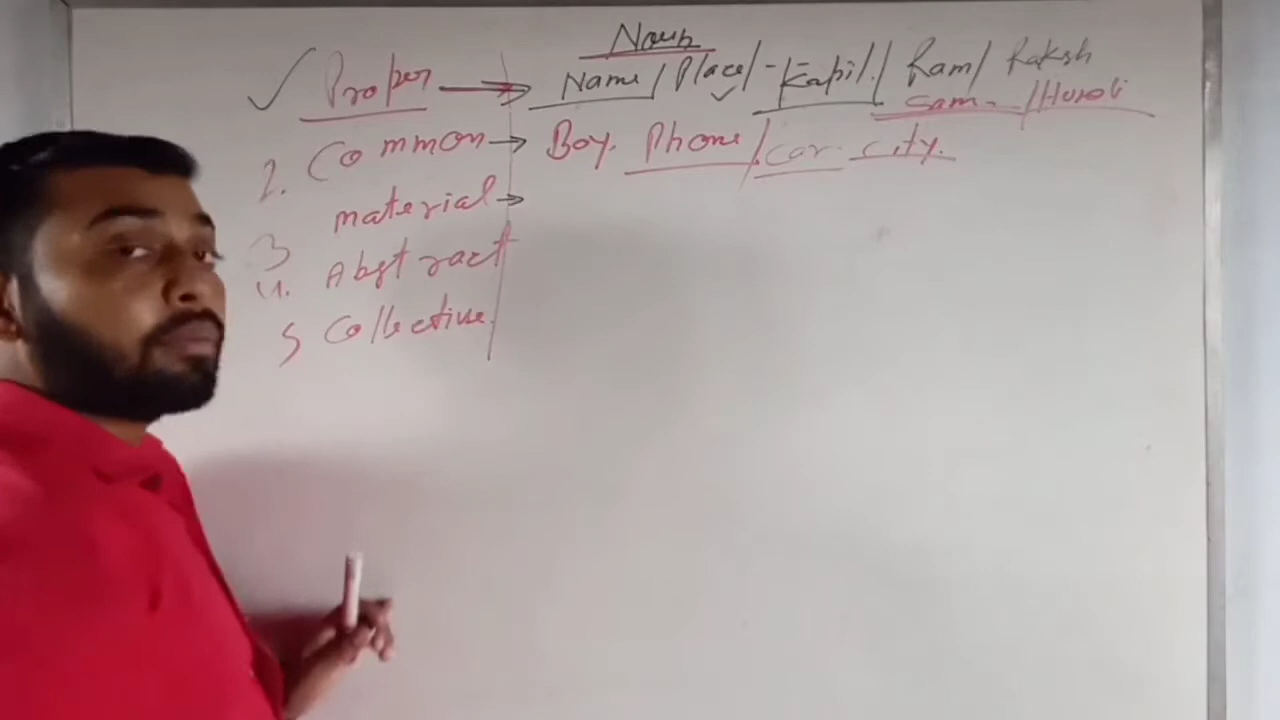 Noun
✓ Proper → Name / Place / - Kapil. / Ram / Raksh
Sam - / Huroli
2. Common → Boy. Phone / car. city.
3 material →
4. Abstract
5 Collective.